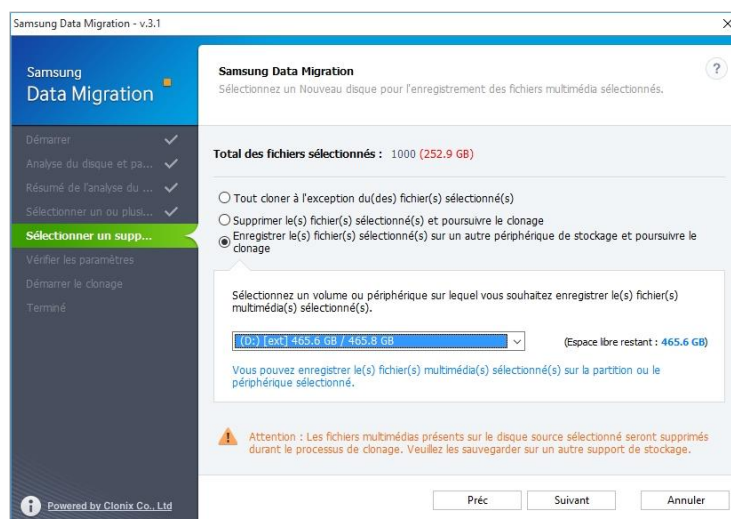 Samsung Data Migration - v.3.1
Samsung
Data Migration
Démarrer
Analyse du disque et pa...
Résumé de l'analyse du ...
Sélectionner un ou plusi...
Sélectionner un supp...
Vérifier les paramètres
Démarrer le clonage
Terminé
Powered by Clonix Co., Ltd
Samsung Data Migration
?
Sélectionnez un Nouveau disque pour l'enregistrement des fichiers multimédia sélectionnés.
Total des fichiers sélectionnés : 1000 (252.9 GB)
Tout cloner à l'exception du(des) fichier(s) sélectionné(s)
Supprimer le(s) fichier(s) sélectionné(s) et poursuivre le clonage
Enregistrer le(s) fichier(s) sélectionné(s) sur un autre périphérique de stockage et poursuivre le
clonage
Sélectionnez un volume ou périphérique sur lequel vous souhaitez enregistrer le(s) fichier(s)
multimédia(s) sélectionné(s).
(D:) [ext] 465.6 GB / 465.8 GB
(Espace libre restant : 465.6 GB)
Vous pouvez enregistrer le(s) fichier(s) multimédia(s) sélectionné(s) sur la partition ou le
périphérique sélectionné.
Attention : Les fichiers multimédias présents sur le disque source sélectionné seront supprimés
durant le processus de clonage. Veuillez les sauvegarder sur un autre support de stockage.
Préc
Suivant
Annuler